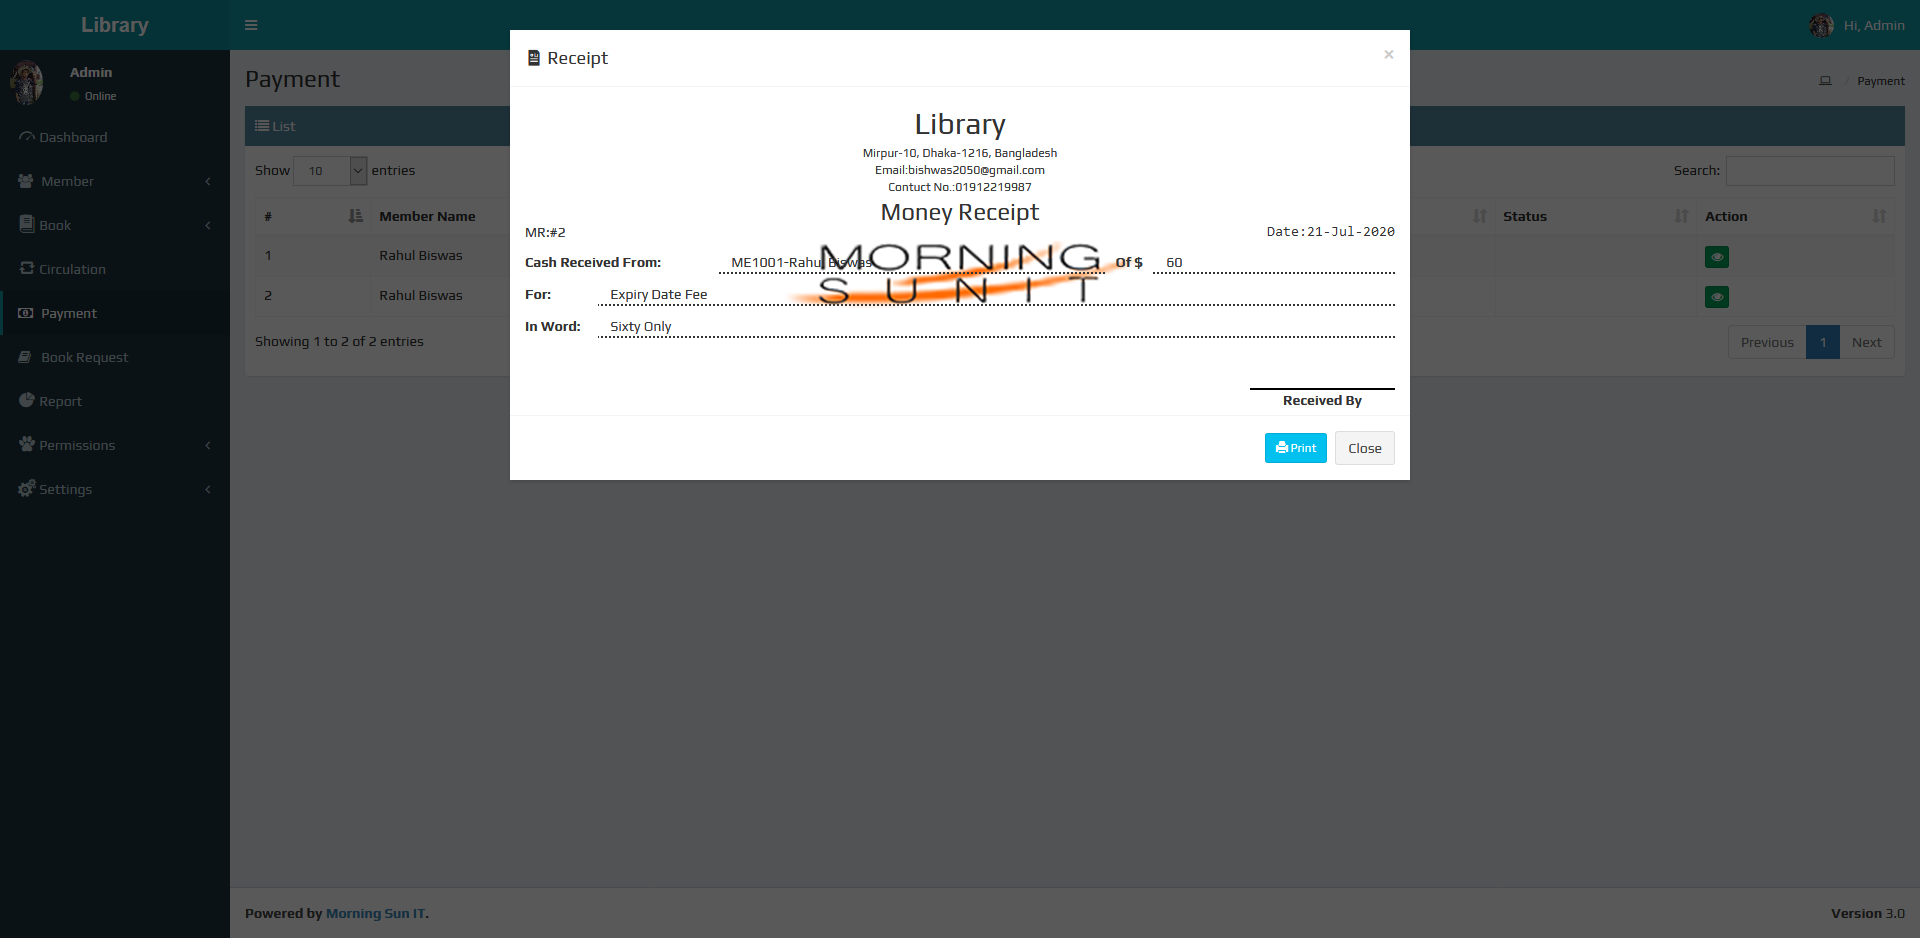 Library
Hi, Admin
Admin
Online
Dashboard
Member
Book
Circulation
Payment
Book Request
Report
Permissions
Settings
Payment
Payment
List
Show 10 entries
Search:
# Member Name Status Action
1 Rahul Biswas
2 Rahul Biswas
Showing 1 to 2 of 2 entries
Previous 1 Next
Receipt ×
Library
Mirpur-10, Dhaka-1216, Bangladesh
Email:bishwas2050@gmail.com
Contuct No.:01912219987
Money Receipt
MR:#2 Date:21-Jul-2020
MORNING
SUNIT
Cash Received From: ME1001-Rahul Biswas Of $ 60
For: Expiry Date Fee
In Word: Sixty Only
Received By
Print Close
Powered by Morning Sun IT. Version 3.0